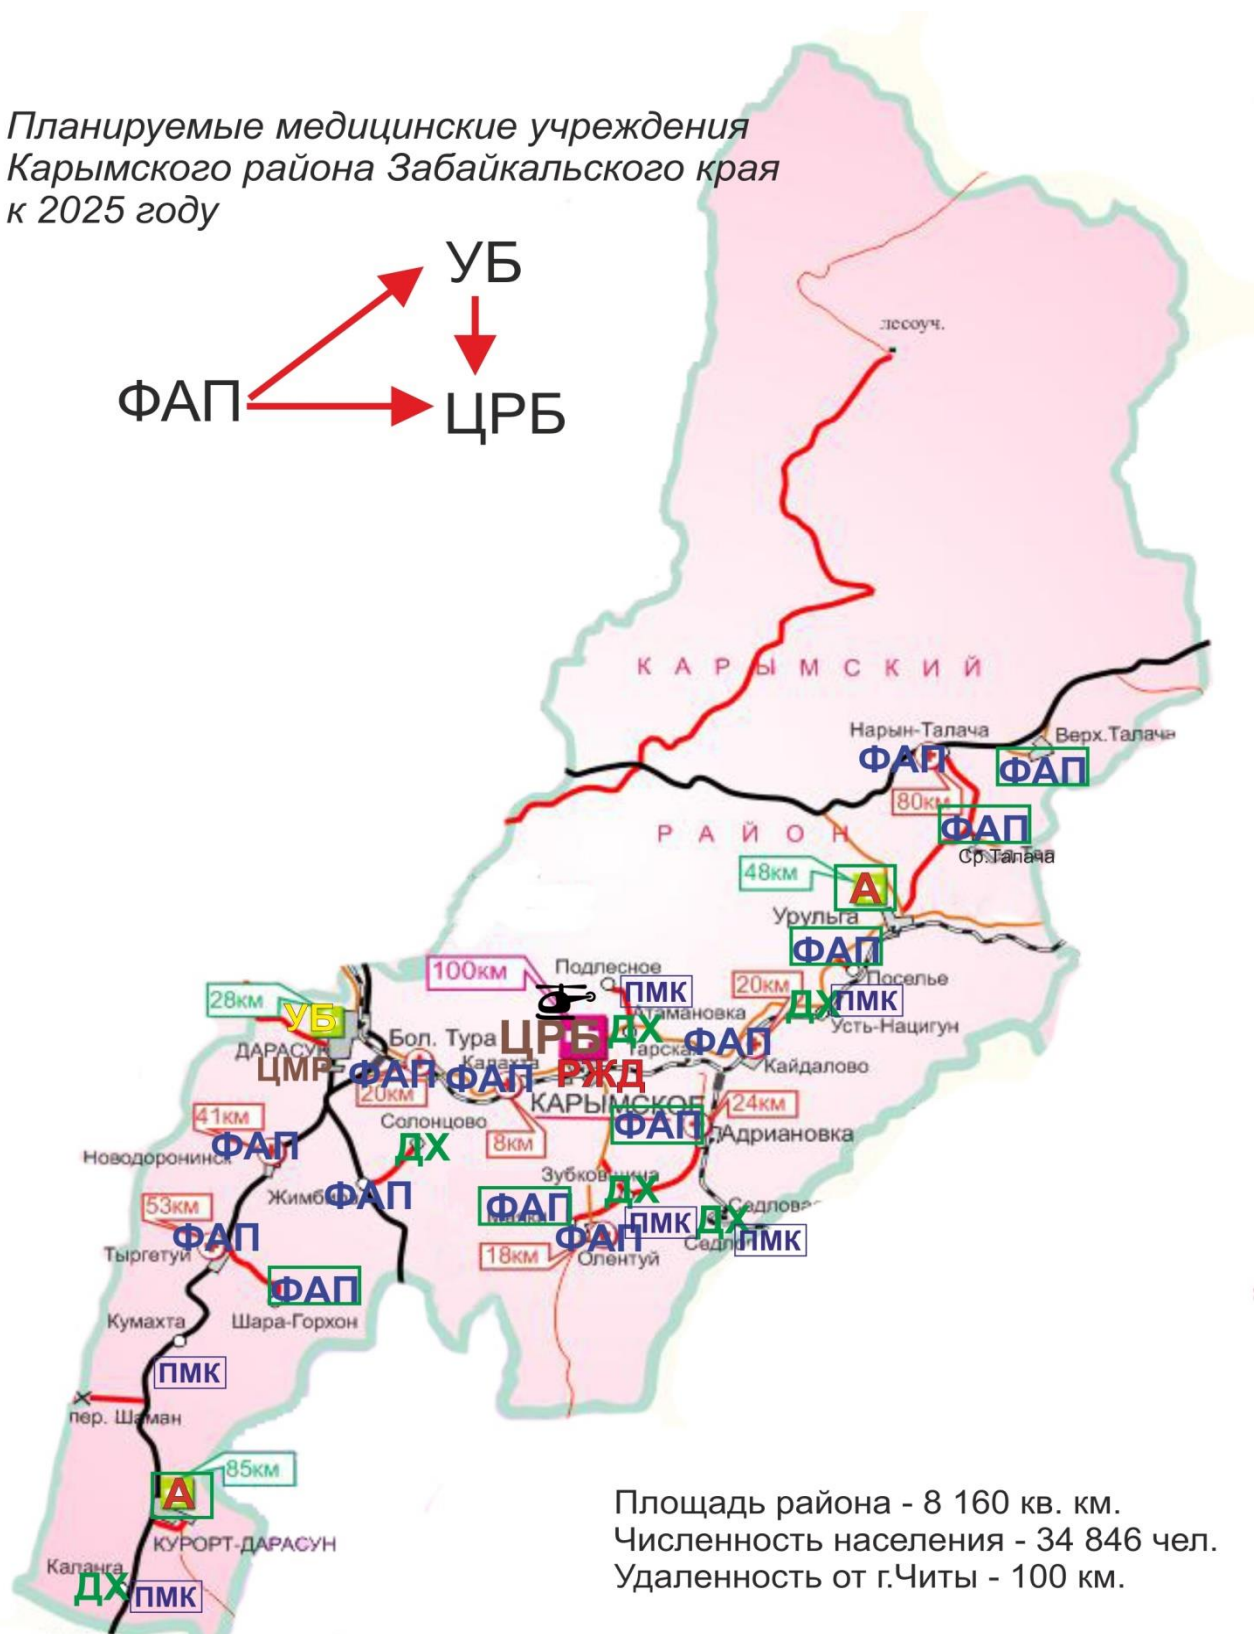 Планируемые медицинские учреждения
Карымского района Забайкальского края
к 2025 году
УБ
ФАП
ЦРБ
лесоуч.
КАРЫМСКИЙ
Нарын-Талача
Верх.Талача
ФАП
ФАП
80км
РАЙОН
ФАП
Ср.Талача
48км
А
Урульга
ФАП
100км
Подлесное
Поселье
20км
ПМК
ДХ
ПМК
28км
УБ
Атамановка
Усть-Нацигун
ЦРБ
ДХ
Тарская
ФАП
Бол. Тура
ДАРАСУН
ЦМР
Кайдалово
ФАП
Калахта
ФАП
РЖД
20км
КАРЫМСКОЕ
24км
41км
Солонцово
ФАП
Адриановка
8км
ФАП
ДХ
Новодоронинск
Зубковщина
Жимбира
ФАП
ДХ
53км
ФАП
Седловая
ПМК
ДХ
ФАП
ФАП
ПМК
Тыргетуй
18км
Олентуй
ФАП
Кумахта
Шара-Горхон
ПМК
пер. Шаман
85км
А
КУРОРТ-ДАРАСУН
Каланга
ДХ
ПМК
Площадь района - 8 160 кв. км.
Численность населения - 34 846 чел.
Удаленность от г.Читы - 100 км.